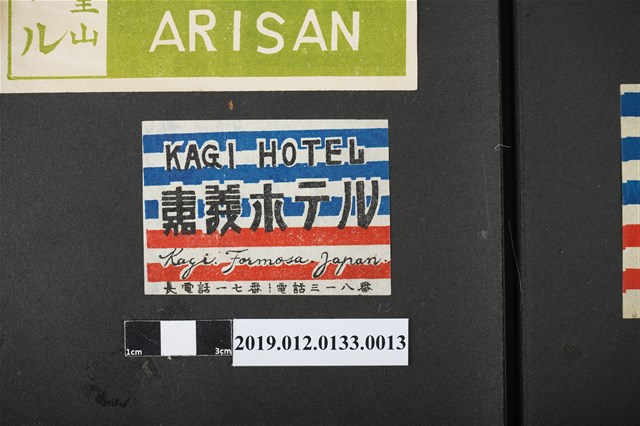 里
山
ル
ARISAN
KAGI HOTEL
嘉義ホテル
Kagi. Formosa. Japan.
長電話一七番 電話三一八番
1cm 3cm
2019.012.0133.0013